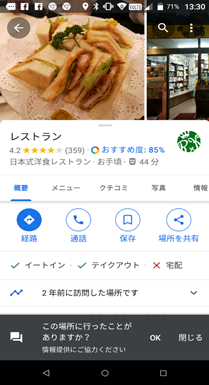 71% 13:30
レストラン
4.2 ★★★★★ (359) · おすすめ度: 85%
日本式洋食レストラン · お手頃 · 44 分
概要 メニュー クチコミ 写真 情報
経路 通話 保存 場所を共有
✓ イートイン · ✓ テイクアウト · ✕ 宅配
2 年前に訪問した場所です
この場所に行ったことが
ありますか？ OK 閉じる
情報提供にご協力ください